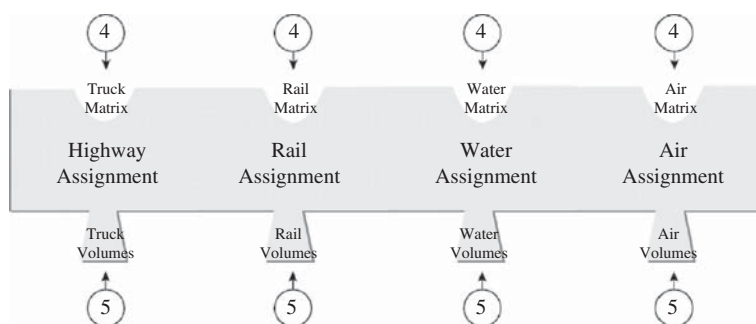 4 4 4 4
Truck Matrix
Rail Matrix
Water Matrix
Air Matrix
Highway Assignment
Rail Assignment
Water Assignment
Air Assignment
Truck Volumes
Rail Volumes
Water Volumes
Air Volumes
5 5 5 5